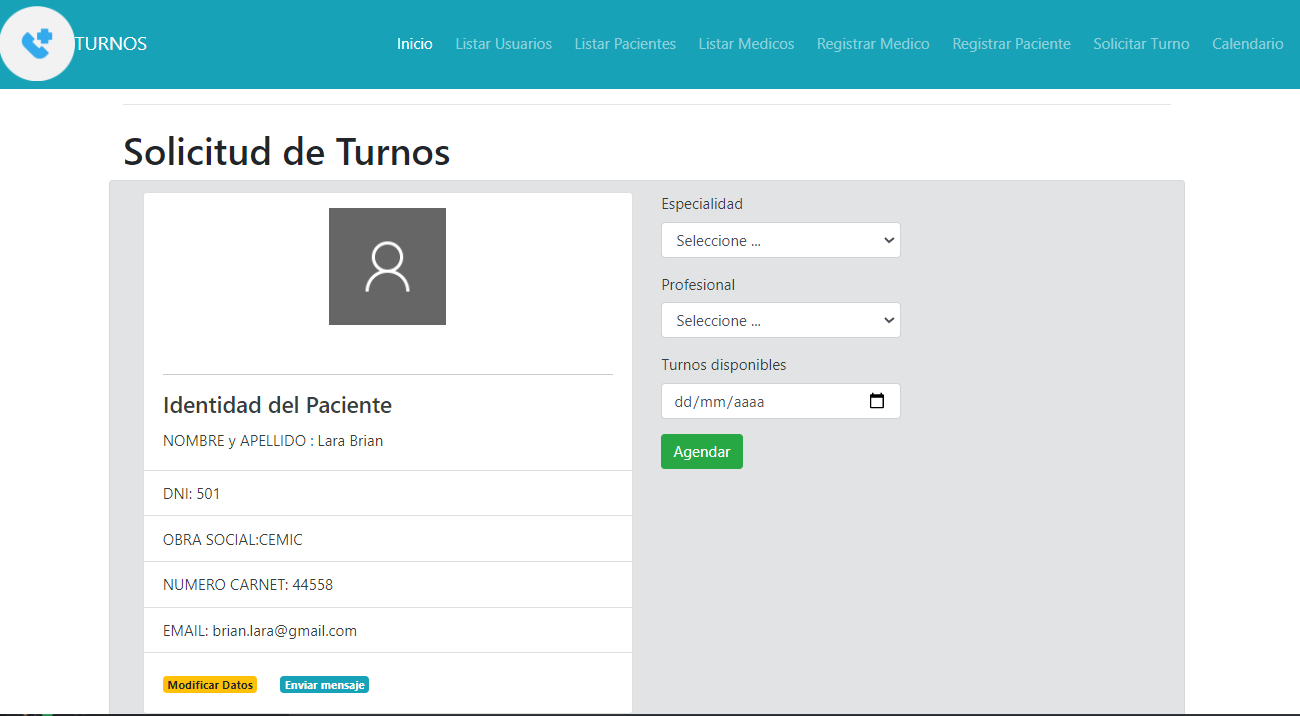 TURNOS
Inicio Listar Usuarios Listar Pacientes Listar Medicos Registrar Medico Registrar Paciente Solicitar Turno Calendario
Solicitud de Turnos
Identidad del Paciente
NOMBRE y APELLIDO : Lara Brian
DNI: 501
OBRA SOCIAL:CEMIC
NUMERO CARNET: 44558
EMAIL: brian.lara@gmail.com
Modificar Datos Enviar mensaje
Especialidad
Seleccione ...
Profesional
Seleccione ...
Turnos disponibles
dd/mm/aaaa
Agendar